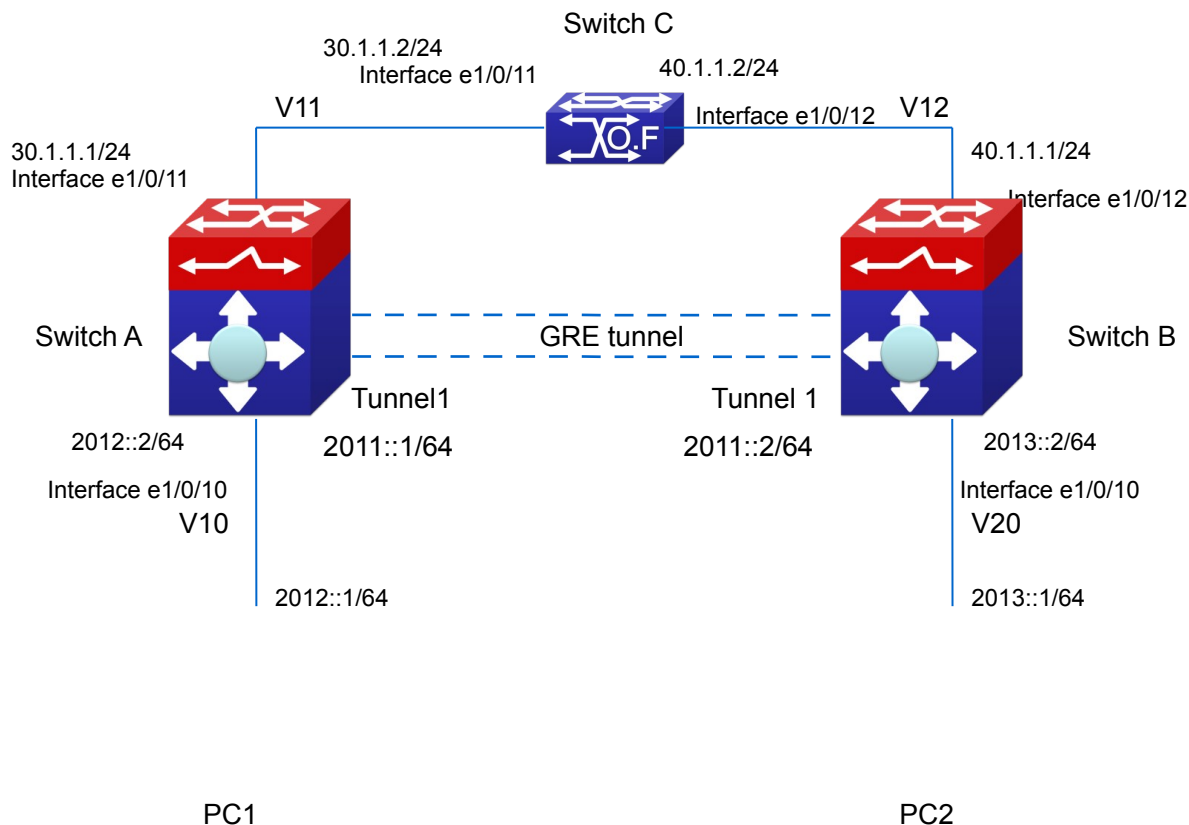 Switch C
30.1.1.2/24
Interface e1/0/11
40.1.1.2/24
V11
Interface e1/0/12
V12
O.F
30.1.1.1/24
Interface e1/0/11
40.1.1.1/24
Interface e1/0/12
Switch A
GRE tunnel
Switch B
Tunnel1
Tunnel 1
2012::2/64
2011::1/64
2011::2/64
2013::2/64
Interface e1/0/10
Interface e1/0/10
V10
V20
2012::1/64
2013::1/64
PC1
PC2